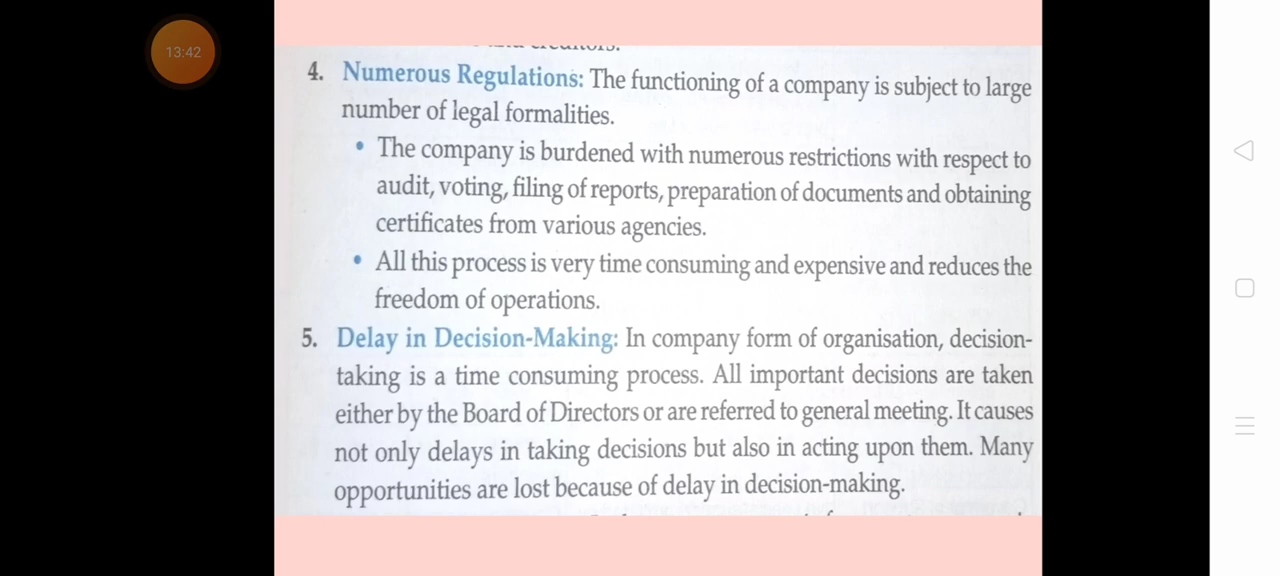 13:42
creditors.
4. Numerous Regulations: The functioning of a company is subject to large
number of legal formalities.
• The company is burdened with numerous restrictions with respect to
audit, voting, filing of reports, preparation of documents and obtaining
certificates from various agencies.
• All this process is very time consuming and expensive and reduces the
freedom of operations.
5. Delay in Decision-Making: In company form of organisation, decision-
taking is a time consuming process. All important decisions are taken
either by the Board of Directors or are referred to general meeting. It causes
not only delays in taking decisions but also in acting upon them. Many
opportunities are lost because of delay in decision-making.